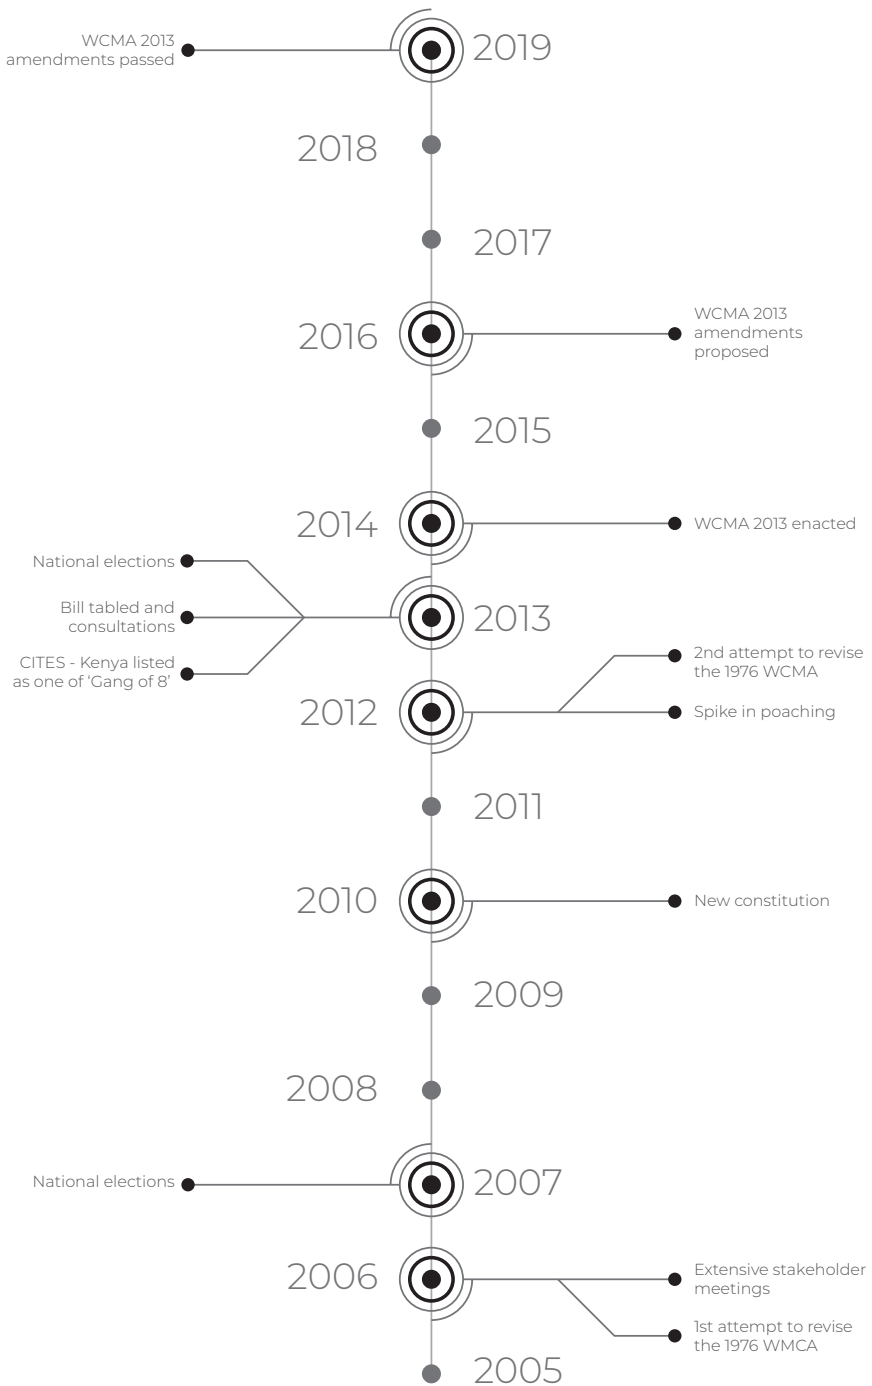 WCMA 2013
amendments passed
2019
2018
2017
2016
WCMA 2013
amendments
proposed
2015
2014
WCMA 2013 enacted
National elections
Bill tabled and
consultations
CITES - Kenya listed
as one of ‘Gang of 8’
2013
2012
2nd attempt to revise
the 1976 WCMA
Spike in poaching
2011
2010
New constitution
2009
2008
National elections
2007
2006
Extensive stakeholder
meetings
1st attempt to revise
the 1976 WMCA
2005